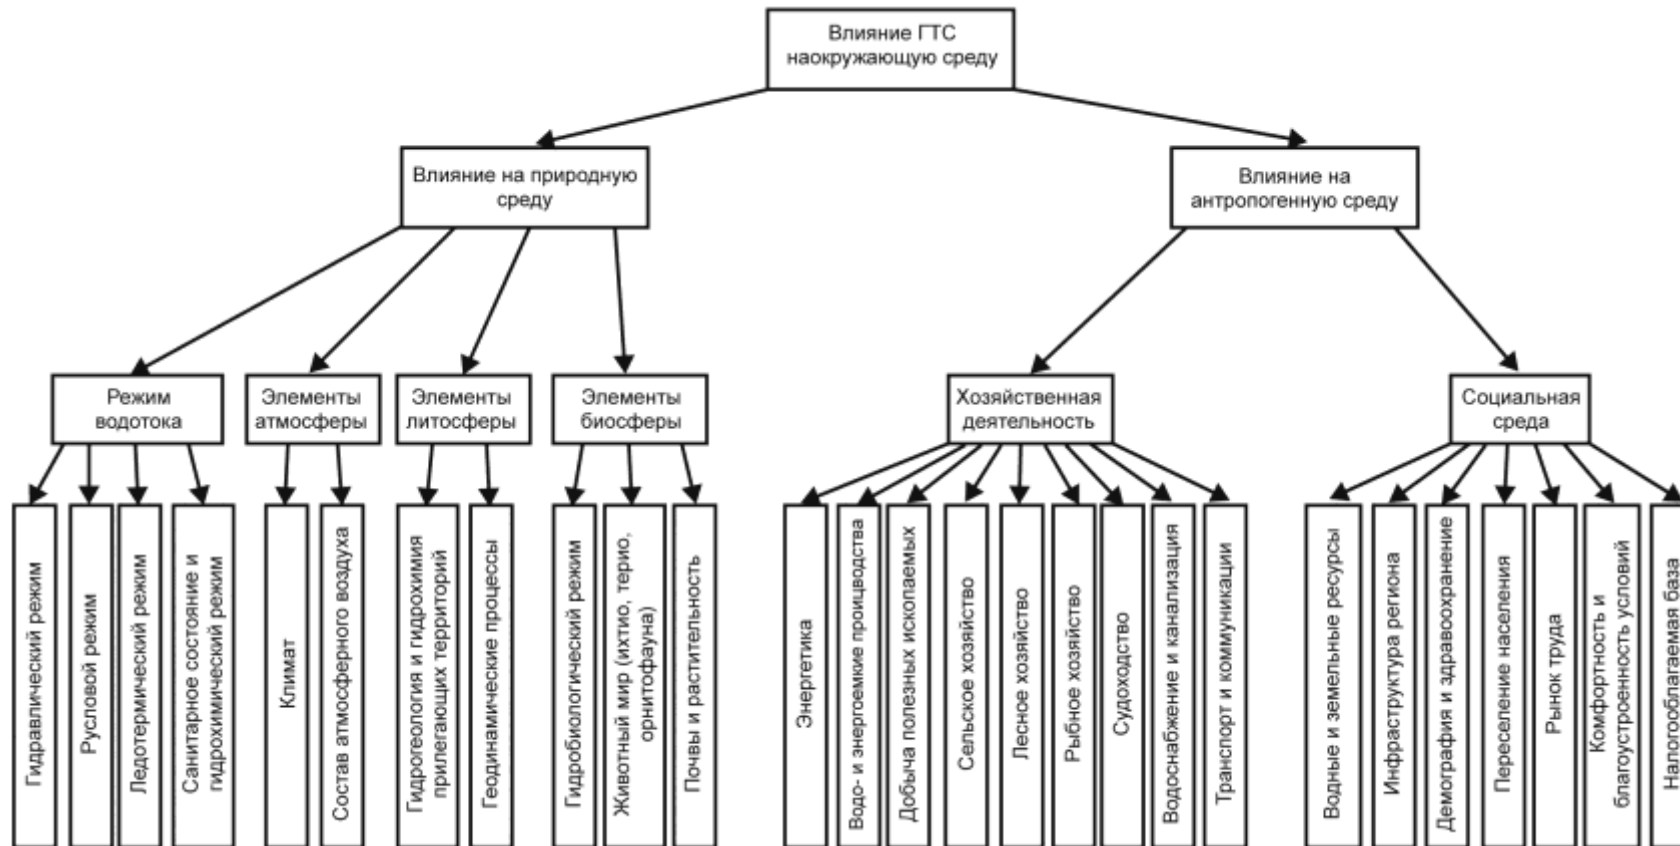 Влияние ГТС
наокружающую среду
Влияние на природную
среду
Влияние на
антропогенную среду
Режим
водотока
Элементы
атмосферы
Элементы
литосферы
Элементы
биосферы
Хозяйственная
деятельность
Социальная
среда
Гидравлический режим
Русловой режим
Ледотермический режим
Санитарное состояние и
гидрохимический режим
Климат
Состав атмосферного воздуха
Гидрогеология и гидрохимия
прилегающих территорий
Геодинамические процессы
Гидробиологический режим
Животный мир (ихтио, терио,
орнитофауна)
Почвы и растительность
Энергетика
Водо- и энергоемкие проицводства
Добыча полезных ископаемых
Сельское хозяйство
Лесное хозяйство
Рыбное хозяйство
Судоходство
Водоснабжение и канализация
Транспорт и коммуникации
Водные и земельные ресурсы
Инфраструктура региона
Демография и здравоохранение
Переселение населения
Рынок труда
Комфортность и
благоустроенность условий
Налогооблагаемая база